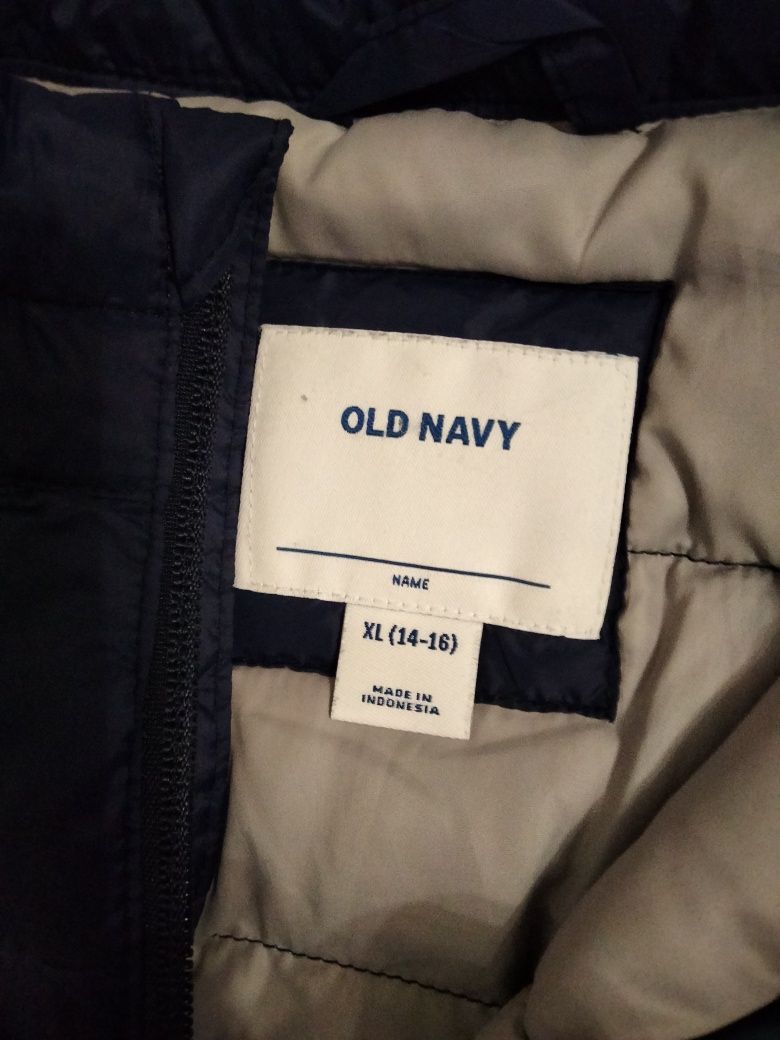 OLD NAVY
NAME
XL (14-16)
MADE IN
INDONESIA